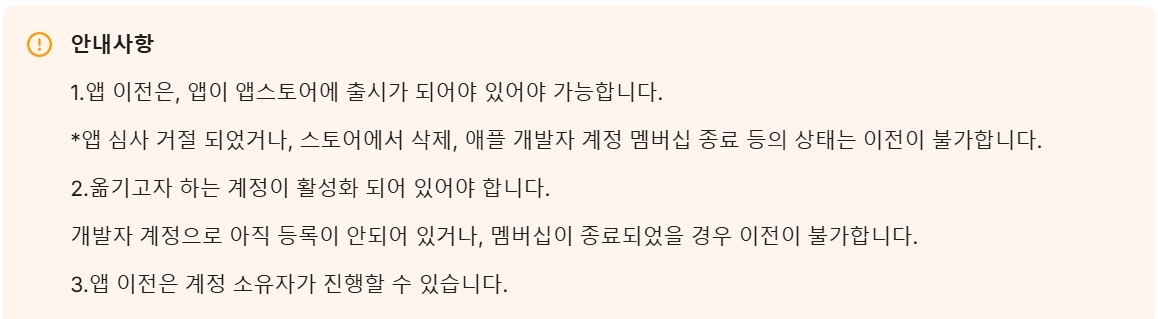 안내사항
1.앱 이전은, 앱이 앱스토어에 출시가 되어야 있어야 가능합니다.
*앱 심사 거절 되었거나, 스토어에서 삭제, 애플 개발자 계정 멤버십 종료 등의 상태는 이전이 불가합니다.
2.옮기고자 하는 계정이 활성화 되어 있어야 합니다.
개발자 계정으로 아직 등록이 안되어 있거나, 멤버십이 종료되었을 경우 이전이 불가합니다.
3.앱 이전은 계정 소유자가 진행할 수 있습니다.